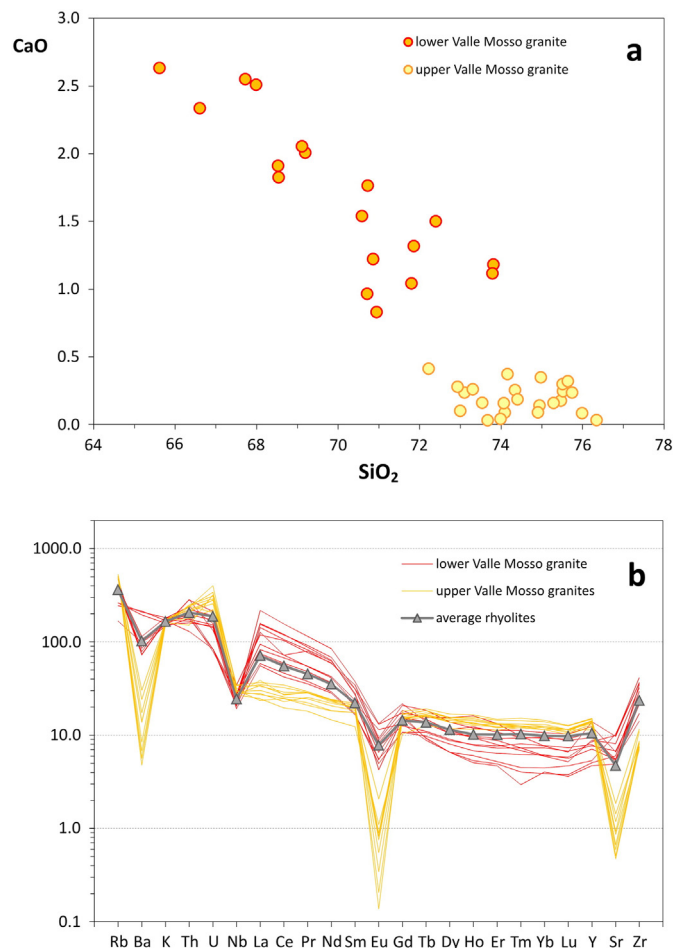 3.0
CaO
lower Valle Mosso granite
a
upper Valle Mosso granite
2.5
2.0
1.5
1.0
0.5
0.0
64 66 68 70 72 74 76 78
SiO2
1000.0
lower Valle Mosso granite
b
upper Valle Mosso granites
average rhyolites
100.0
10.0
1.0
0.1
Rb Ba K Th U Nb La Ce Pr Nd Sm Eu Gd Tb Dy Ho Er Tm Yb Lu Y Sr Zr